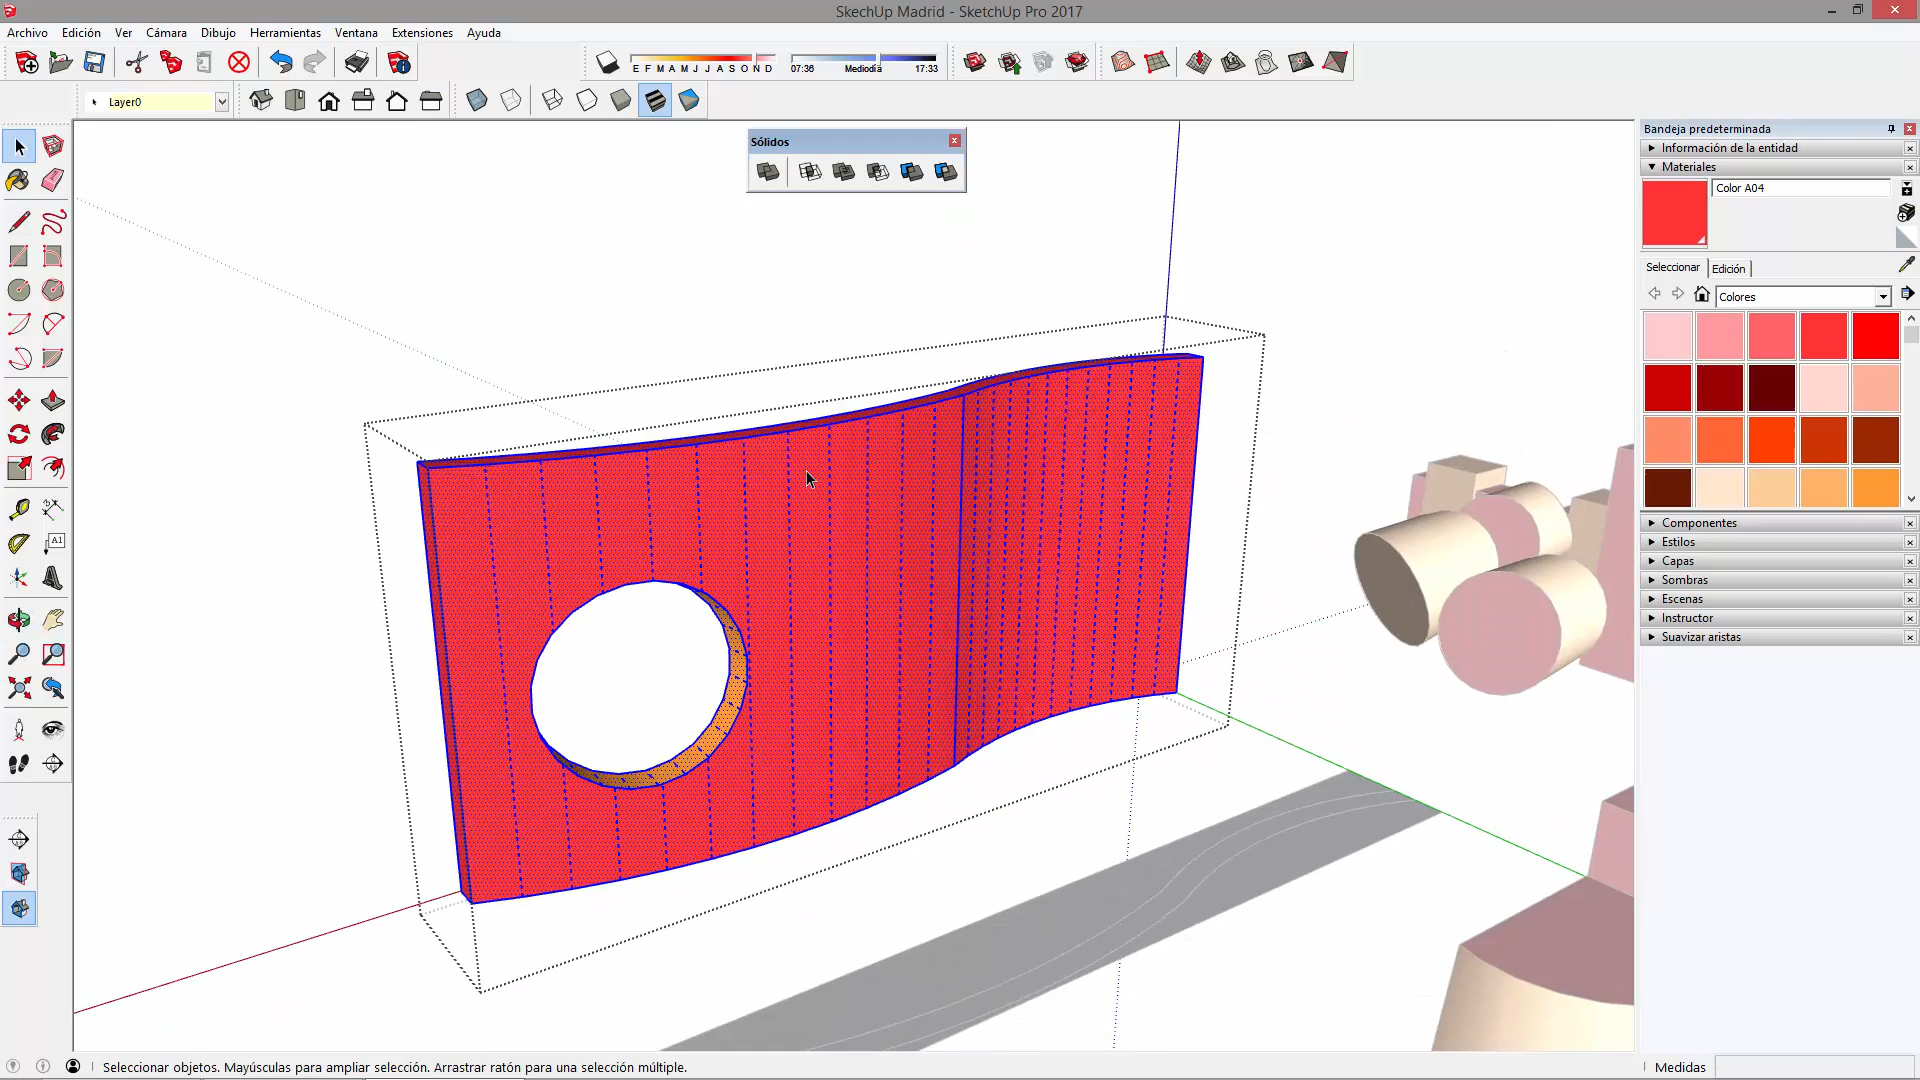 SkechUp Madrid - SketchUp Pro 2017
Archivo Edición Ver Cámara Dibujo Herramientas Ventana Extensiones Ayuda
E F M A M J J A S O N D 07:36 Mediodía 17:33
Layer0
Sólidos
Bandeja predeterminada
Información de la entidad
Materiales
Color A04
Seleccionar Edición
Colores
A1
Componentes
Estilos
Capas
Sombras
Escenas
Instructor
Suavizar aristas
Seleccionar objetos. Mayúsculas para ampliar selección. Arrastrar ratón para una selección múltiple.
Medidas